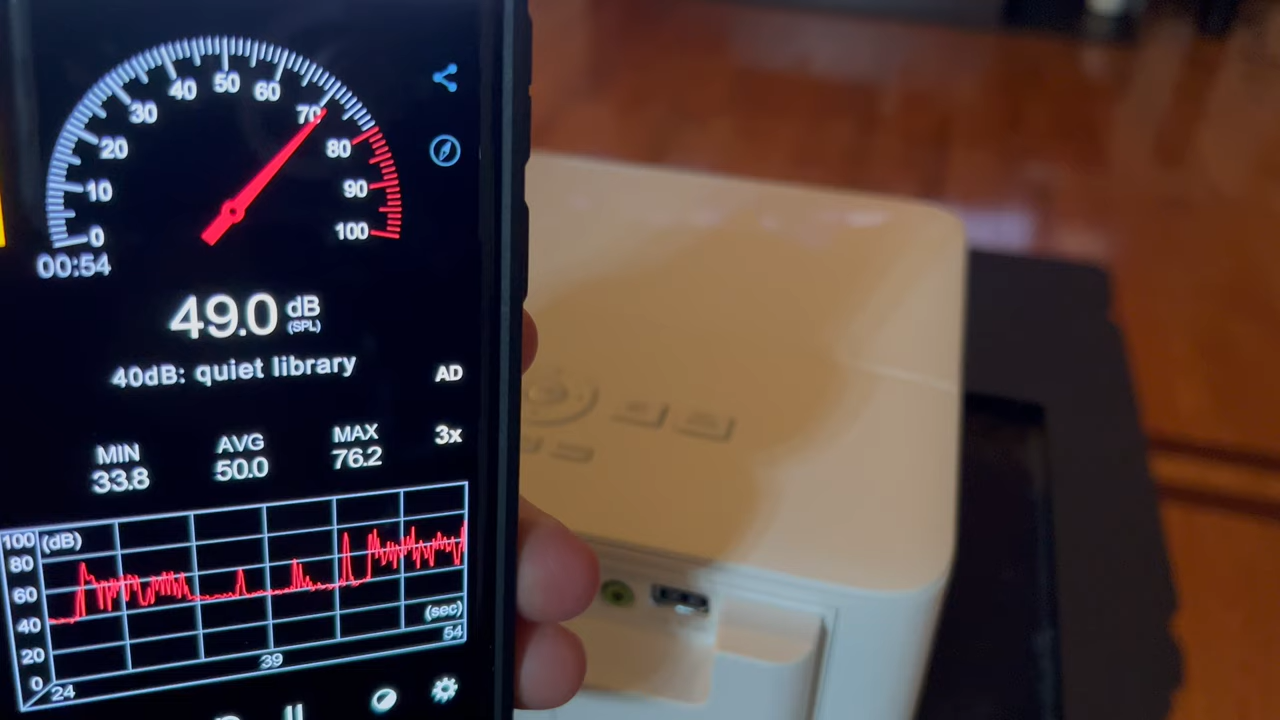 0 10 20 30 40 50 60 70 80 90 100
00:54
49.0 dB
(SPL)
40dB: quiet library
AD
MIN AVG MAX
33.8 50.0 76.2
3x
100 (dB)
80
60
40
20
0
(sec)
24 39 54